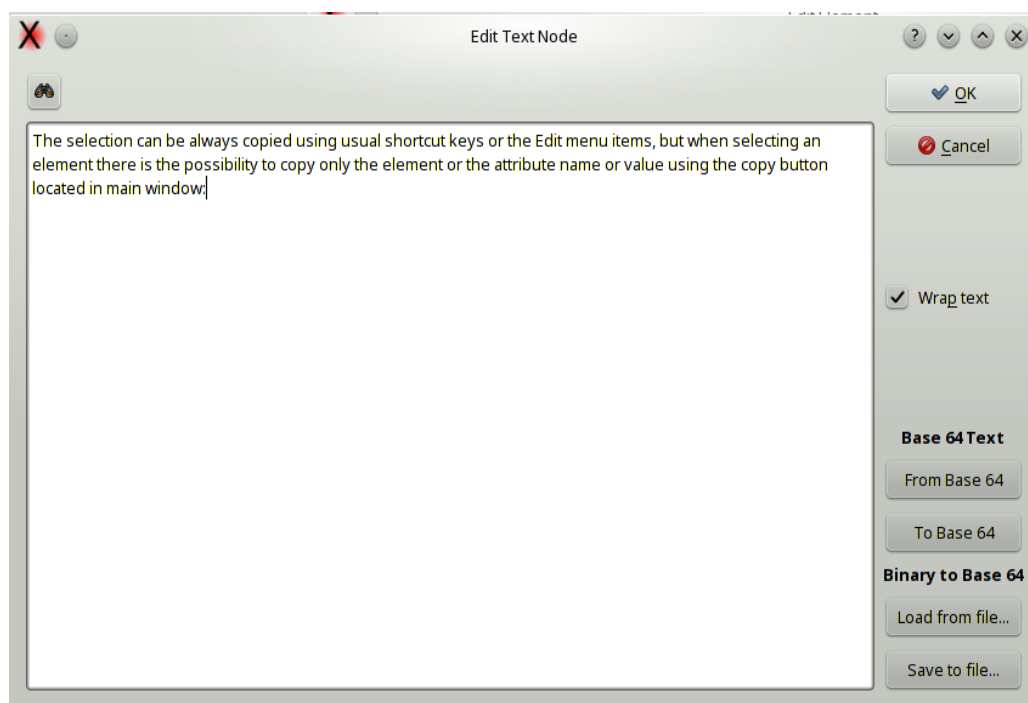 Edit Text Node
OK
The selection can be always copied using usual shortcut keys or the Edit menu items, but when selecting an
element there is the possibility to copy only the element or the attribute name or value using the copy button
located in main window:
Cancel
Wrap text
Base 64 Text
From Base 64
To Base 64
Binary to Base 64
Load from file...
Save to file...